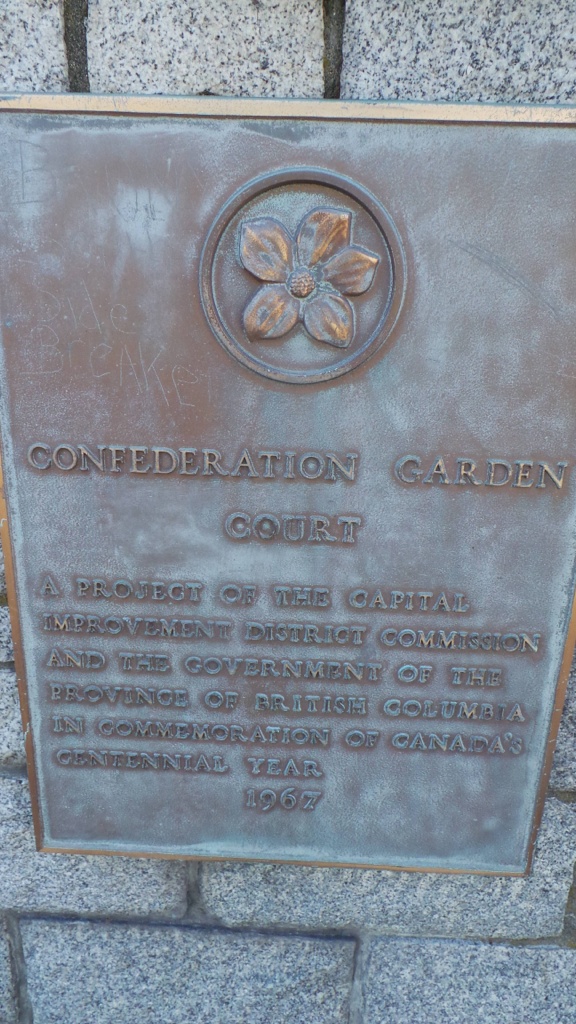 Breaker
CONFEDERATION GARDEN
COURT
A PROJECT OF THE CAPITAL
IMPROVEMENT DISTRICT COMMISSION
AND THE GOVERNMENT OF THE
PROVINCE OF BRITISH COLUMBIA
IN COMMEMORATION OF CANADA'S
CENTENNIAL YEAR
1967